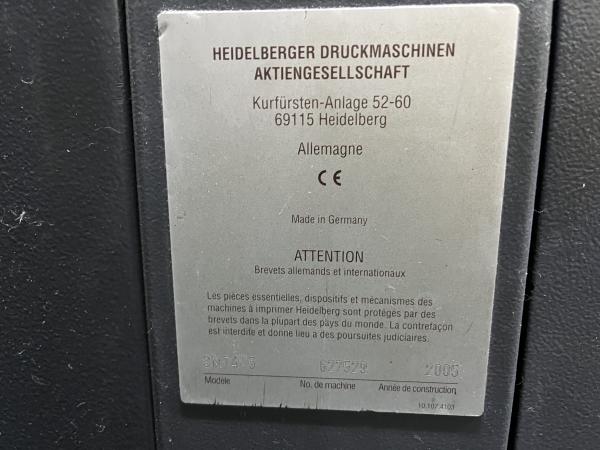 HEIDELBERGER DRUCKMASCHINEN
AKTIENGESELLSCHAFT
Kurfürsten-Anlage 52-60
69115 Heidelberg
Allemagne
CE
Made in Germany
ATTENTION
Brevets allemands et internationaux
Les pièces essentielles, dispositifs et mécanismes des
machines à imprimer Heidelberg sont protégés par des
brevets dans la plupart des pays du monde. La contrefaçon
est interdite et donne lieu a des poursuites judiciaires.
2005
Modele No. de machine Année de construction
10.107.4103